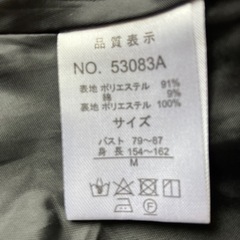 品質表示
NO. 53083A
表地 ポリエステル 91%
綿 9%
裏地 ポリエステル 100%
サイズ
バスト 79~87
身長 154~162
M